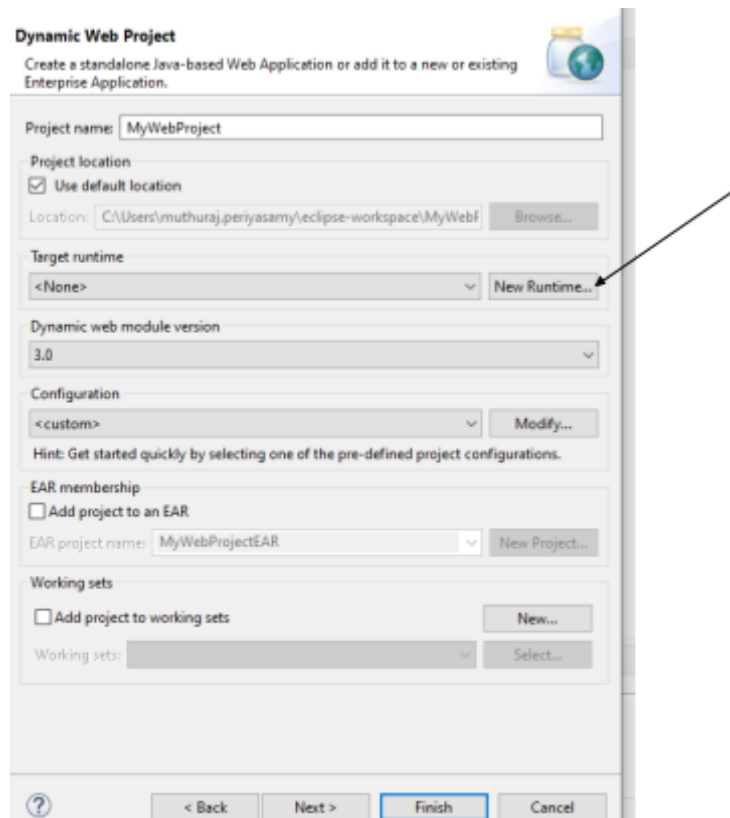 Dynamic Web Project
Create a standalone Java-based Web Application or add it to a new or existing
Enterprise Application.
Project name: MyWebProject
Project location
Use default location
Location: C:\Users\muthuraj.periyasamy\eclipse-workspace\MyWebF Browse...
Target runtime
<None> New Runtime...
Dynamic web module version
3.0
Configuration
<custom> Modify...
Hint: Get started quickly by selecting one of the pre-defined project configurations.
EAR membership
Add project to an EAR
EAR project name: MyWebProjectEAR New Project...
Working sets
Add project to working sets New...
Working sets: Select...
? < Back Next > Finish Cancel